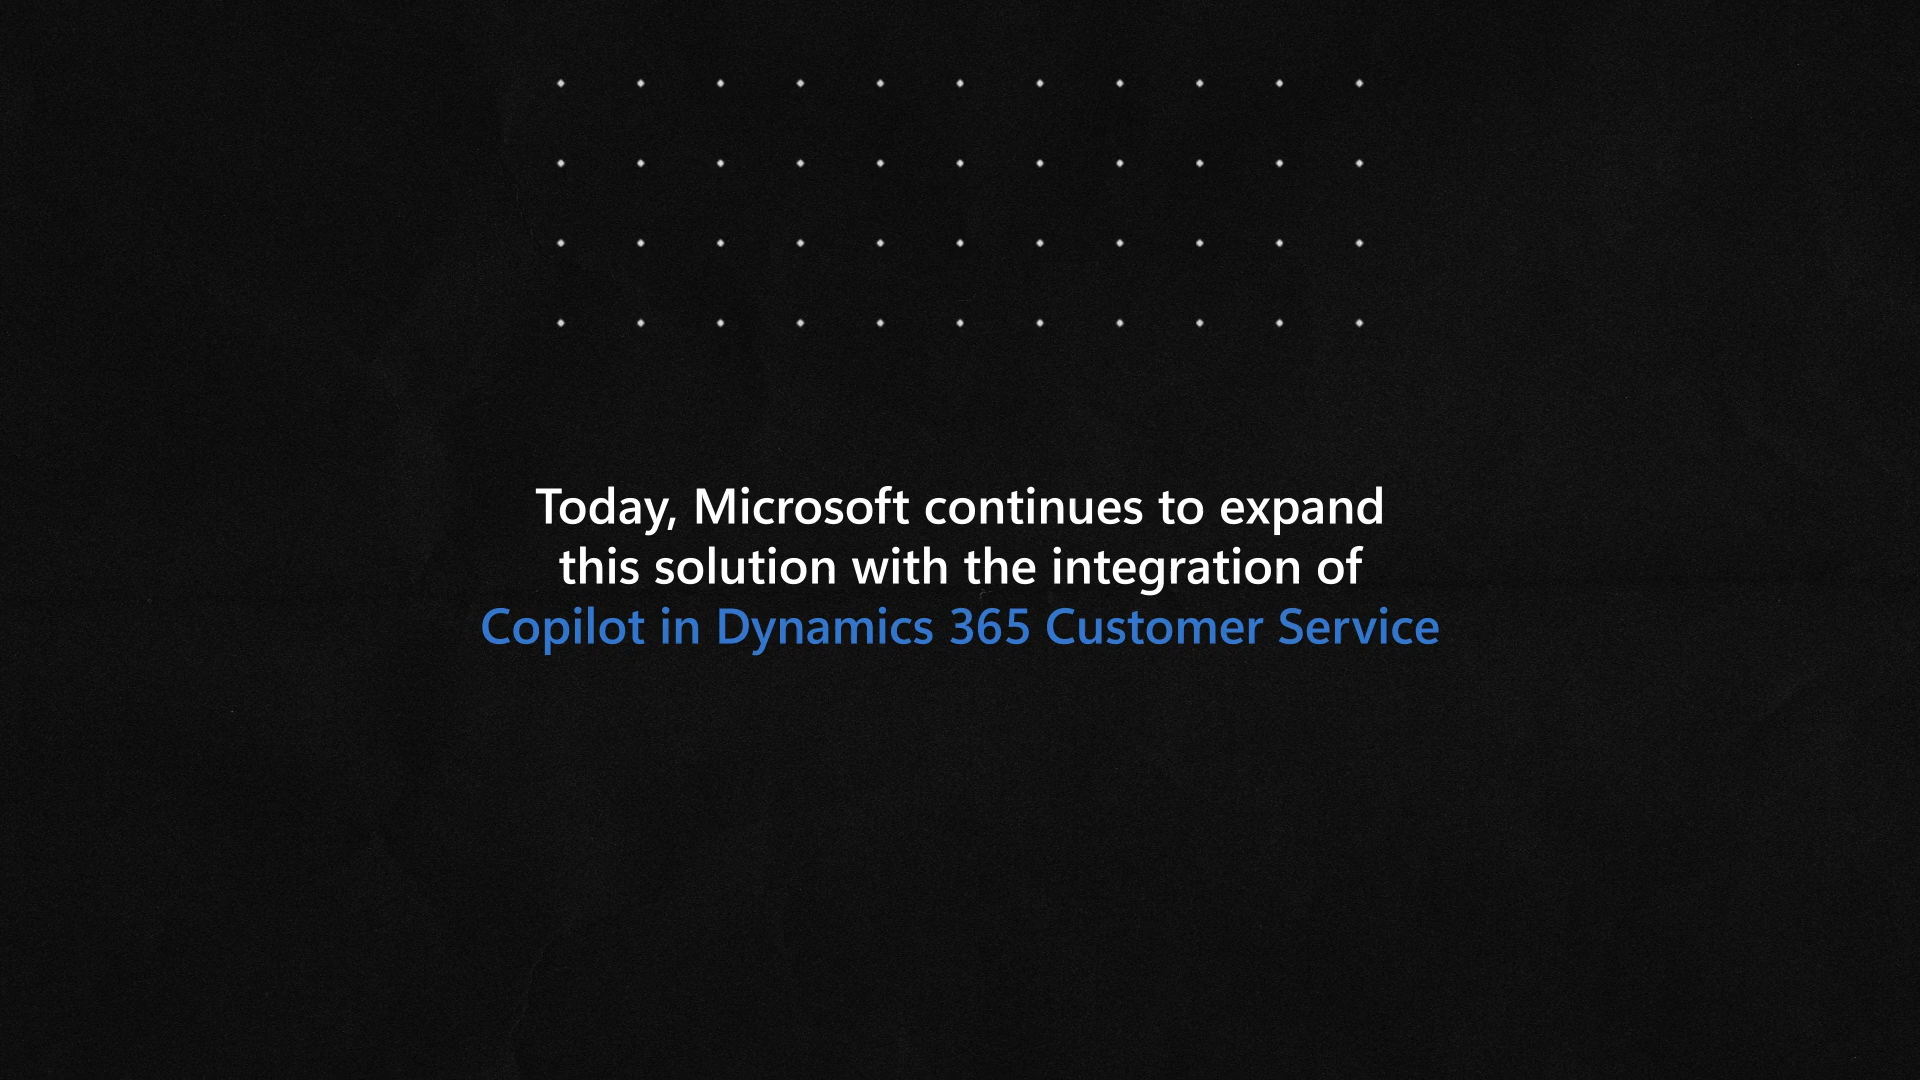 Today, Microsoft continues to expand
this solution with the integration of
Copilot in Dynamics 365 Customer Service